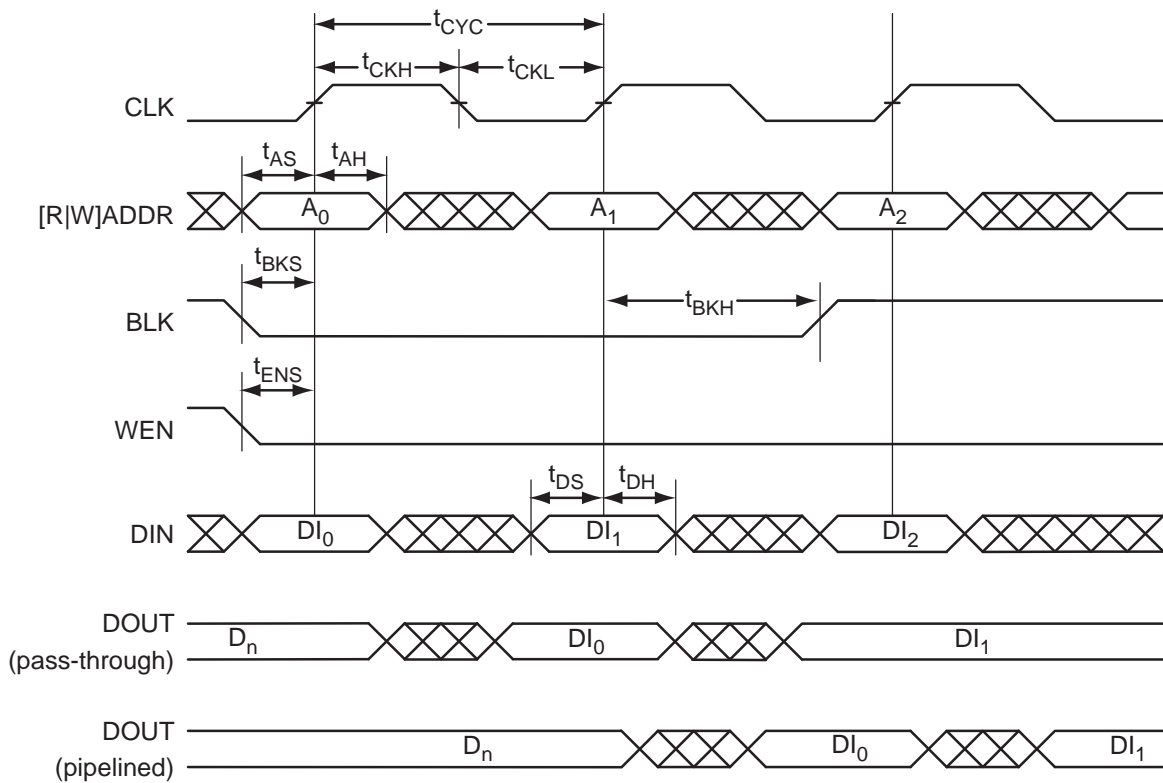 tCYC
tCKH tCKL
CLK
tAS tAH
[R|W]ADDR A0 A1 A2
tBKS
tBKH
BLK
tENS
WEN
tDS tDH
DIN DI0 DI1 DI2
DOUT
(pass-through)
Dn DI0 DI1
DOUT
(pipelined)
Dn DI0 DI1